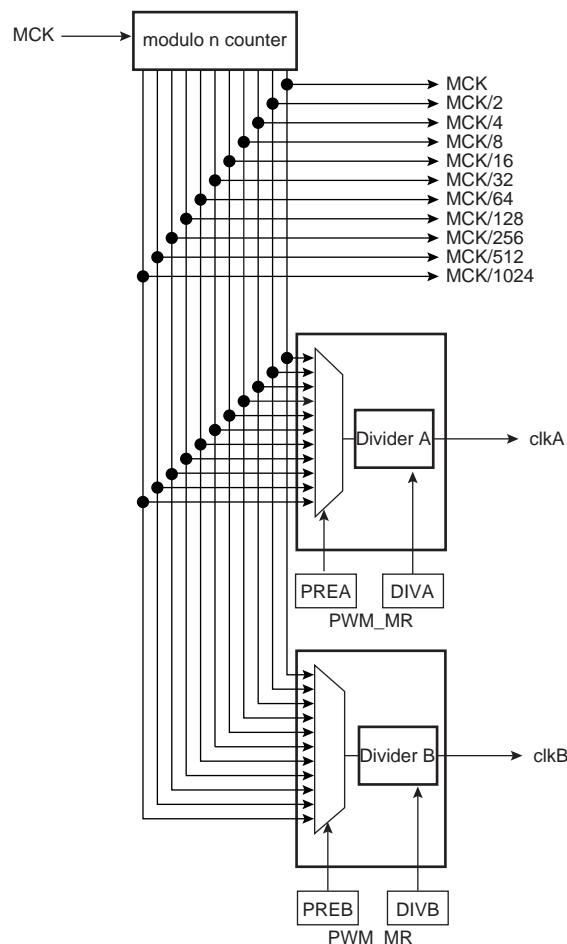 MCK
modulo n counter
MCK
MCK/2
MCK/4
MCK/8
MCK/16
MCK/32
MCK/64
MCK/128
MCK/256
MCK/512
MCK/1024
Divider A
clkA
PREA
DIVA
PWM_MR
Divider B
clkB
PREB
DIVB
PWM_MR